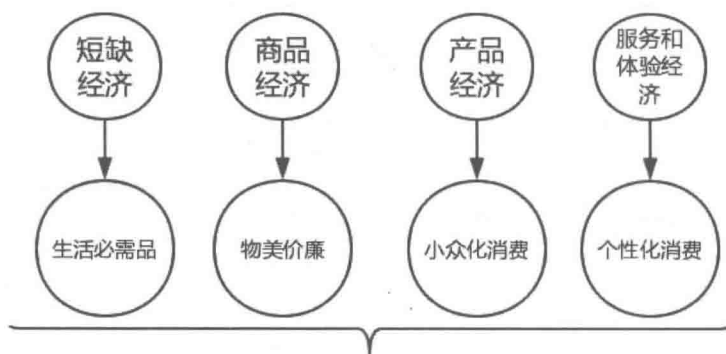 短缺
经济
商品
经济
产品
经济
服务和
体验经
济
生活必需品
物美价廉
小众化消费
个性化消费